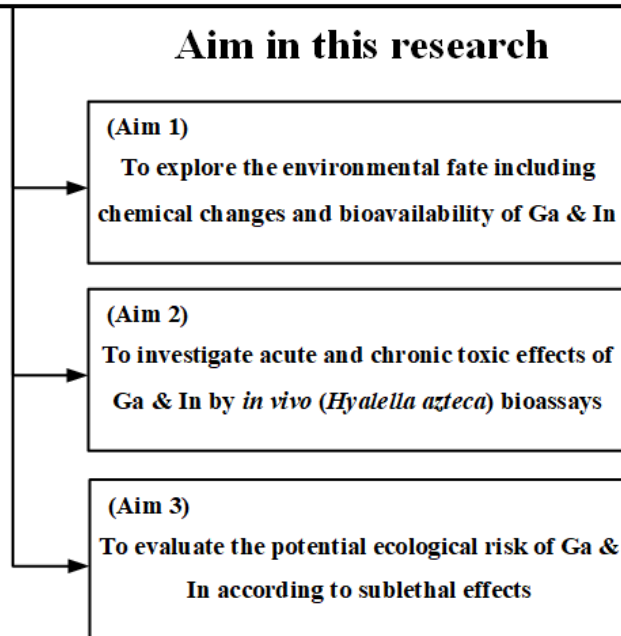 Aim in this research
(Aim 1)
To explore the environmental fate including
chemical changes and bioavailability of Ga & In
(Aim 2)
To investigate acute and chronic toxic effects of
Ga & In by in vivo (Hyalella azteca) bioassays
(Aim 3)
To evaluate the potential ecological risk of Ga &
In according to sublethal effects